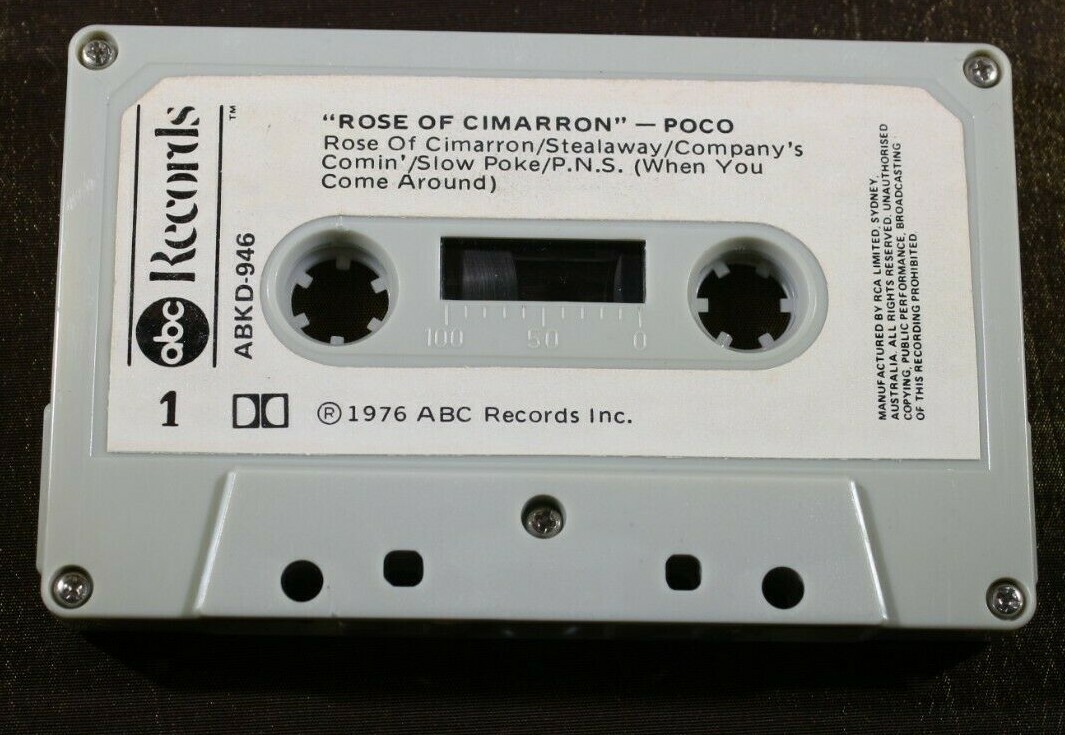 abc Records ™
ABKD-946
1
"ROSE OF CIMARRON" — POCO
Rose Of Cimarron/Stealaway/Company's
Comin'/Slow Poke/P.N.S. (When You
Come Around)
100 50 0
Ⓡ 1976 ABC Records Inc.
MANUFACTURED BY RCA LIMITED, SYDNEY,
AUSTRALIA. ALL RIGHTS RESERVED. UNAUTHORISED
COPYING, PUBLIC PERFORMANCE, BROADCASTING
OF THIS RECORDING PROHIBITED.